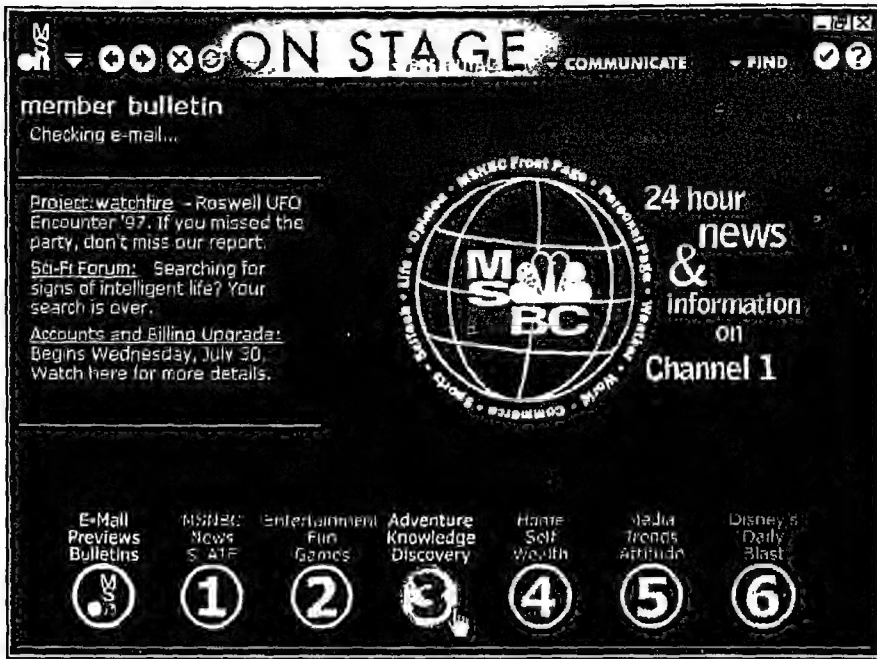 msn
ON STAGE
COMMUNICATE
FIND
member bulletin
Checking e-mail...
Project:watchfire - Roswell UFO
Encounter '97. If you missed the
party, don't miss our report.
Sci-Fi Forum: Searching for
signs of intelligent life? Your
search is over.
Accounts and Billing Upgrade:
Begins Wednesday, July 30.
Watch here for more details.
MSNBC Front Page • Personal Page • Weather • World • Commerce • Sports • SciTech • Life • Opinion •
MS
BC
24 hour
news
&
information
on
Channel 1
E-Mail
Previews
Bulletins
msn
MSNBC
News
SLATE
1
Entertainment
Fun
Games
2
Adventure
Knowledge
Discovery
3
Home
Self
Wealth
4
Media
Trends
Attitude
5
Disney's
Daily
Blast
6